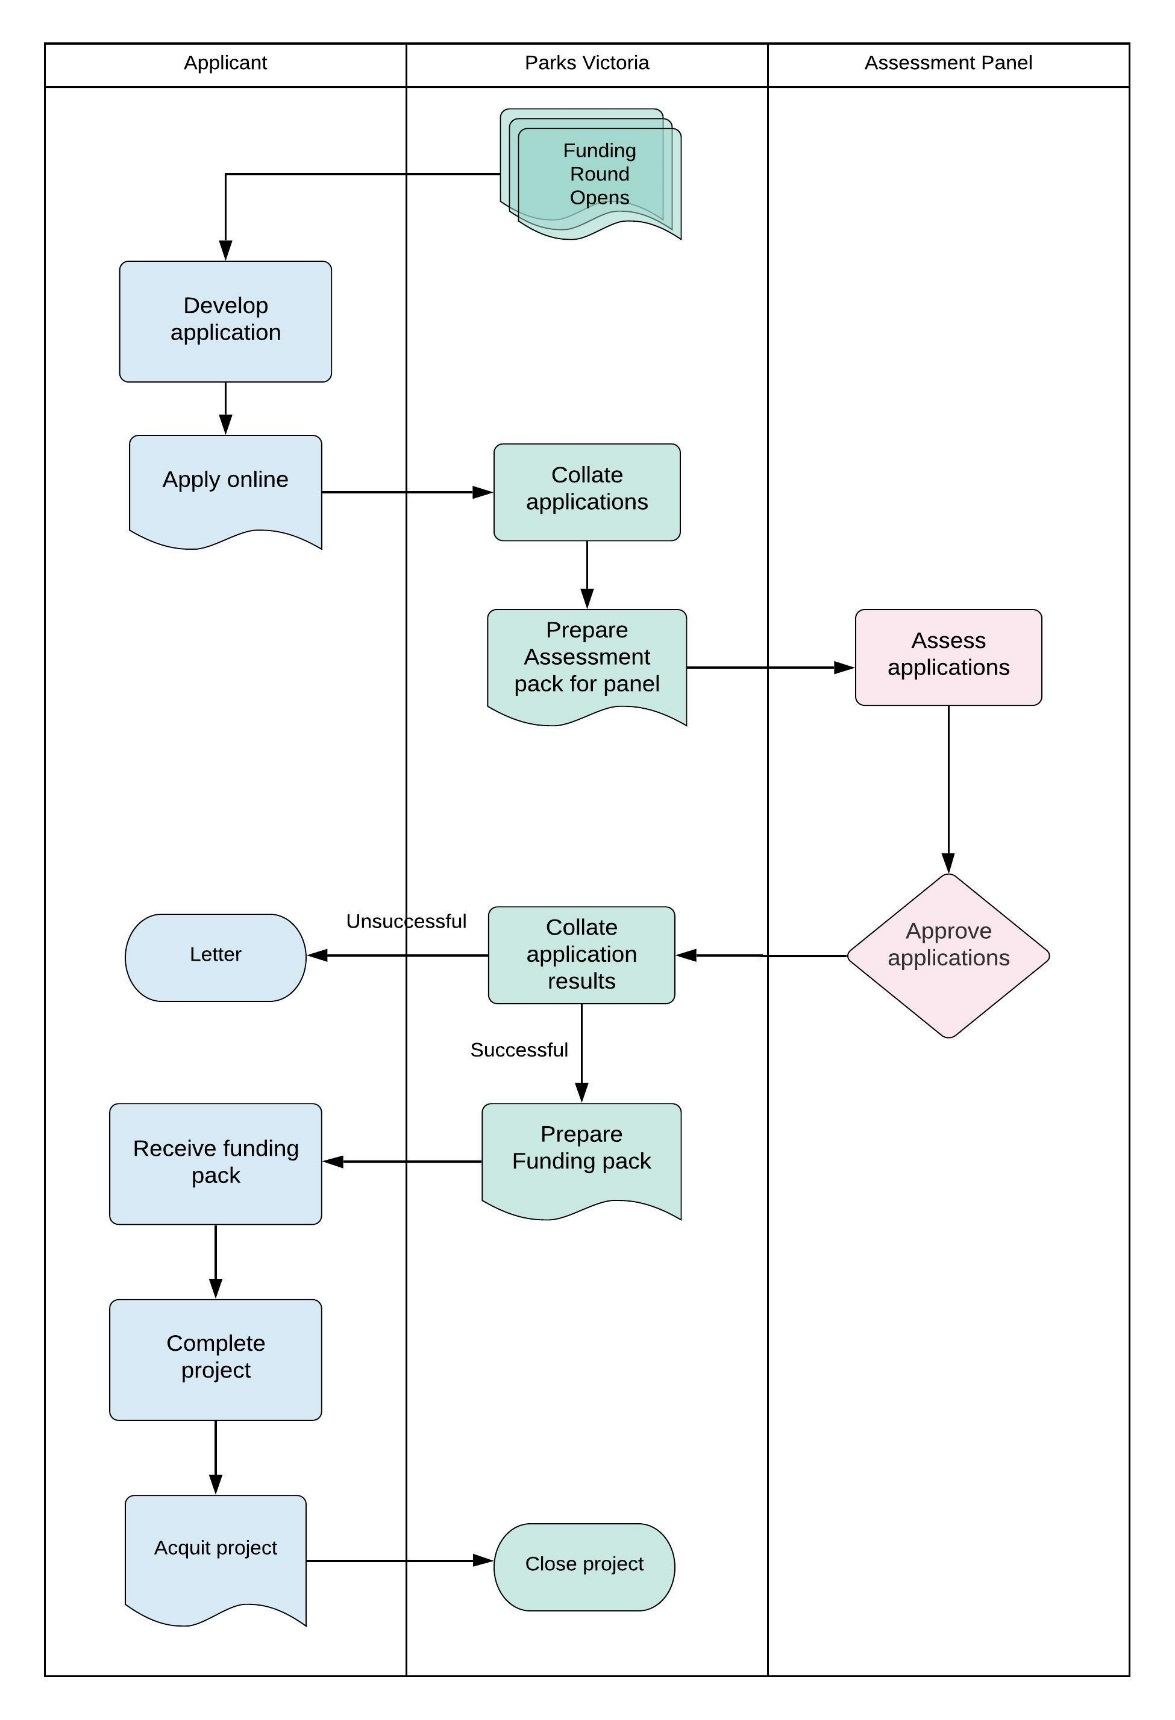 Applicant
Parks Victoria
Assessment Panel
Funding
Round
Opens
Develop
application
Apply online
Collate
applications
Prepare
Assessment
pack for panel
Assess
applications
Approve
applications
Collate
application
results
Unsuccessful
Letter
Successful
Prepare
Funding pack
Receive funding
pack
Complete
project
Acquit project
Close project